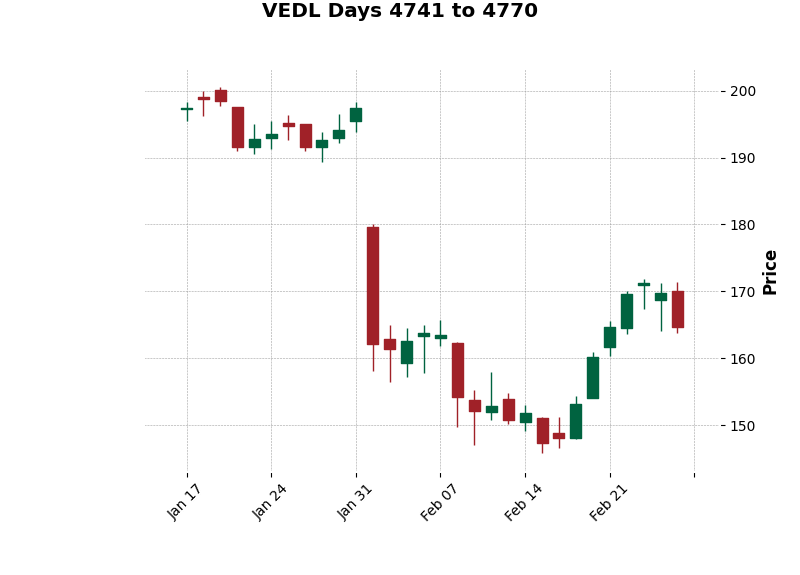 VEDL Days 4741 to 4770
200
190
180
170
160
150
Price
Jan 17
Jan 24
Jan 31
Feb 07
Feb 14
Feb 21